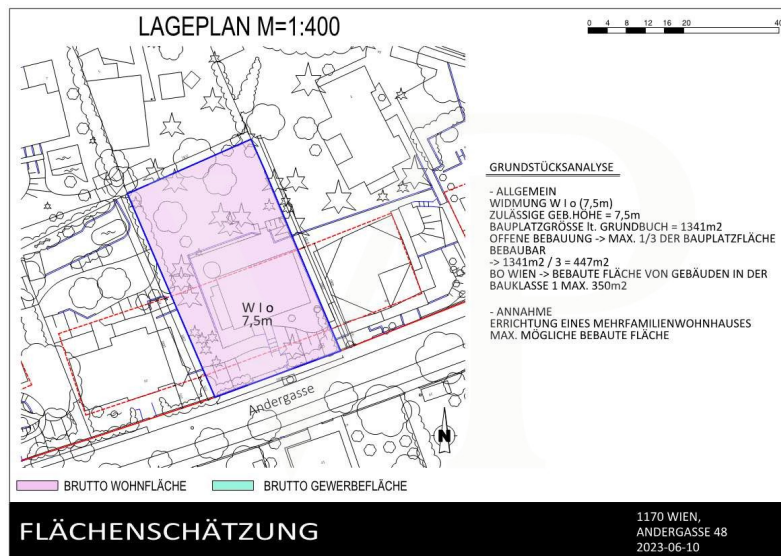 LAGEPLAN M=1:400
0 4 8 12 16 20 40
GRUNDSTÜCKSANALYSE
- ALLGEMEIN
WIDMUNG W I o (7,5m)
ZULÄSSIGE GEB.HÖHE = 7,5m
BAUPLATZGRÖSSE lt. GRUNDBUCH = 1341m2
OFFENE BEBAUUNG -> MAX. 1/3 DER BAUPLATZFLÄCHE
BEBAUBAR
-> 1341m2 / 3 = 447m2
BO WIEN -> BEBAUTE FLÄCHE VON GEBÄUDEN IN DER
BAUKLASSE 1 MAX. 350m2
- ANNAHME
ERRICHTUNG EINES MEHRFAMILIENWOHNHAUSES
MAX. MÖGLICHE BEBAUTE FLÄCHE
W I o
7,5m
Andergasse
N
BRUTTO WOHNFLÄCHE
BRUTTO GEWERBEFLÄCHE
FLÄCHENSCHÄTZUNG
1170 WIEN,
ANDERGASSE 48
2023-06-10